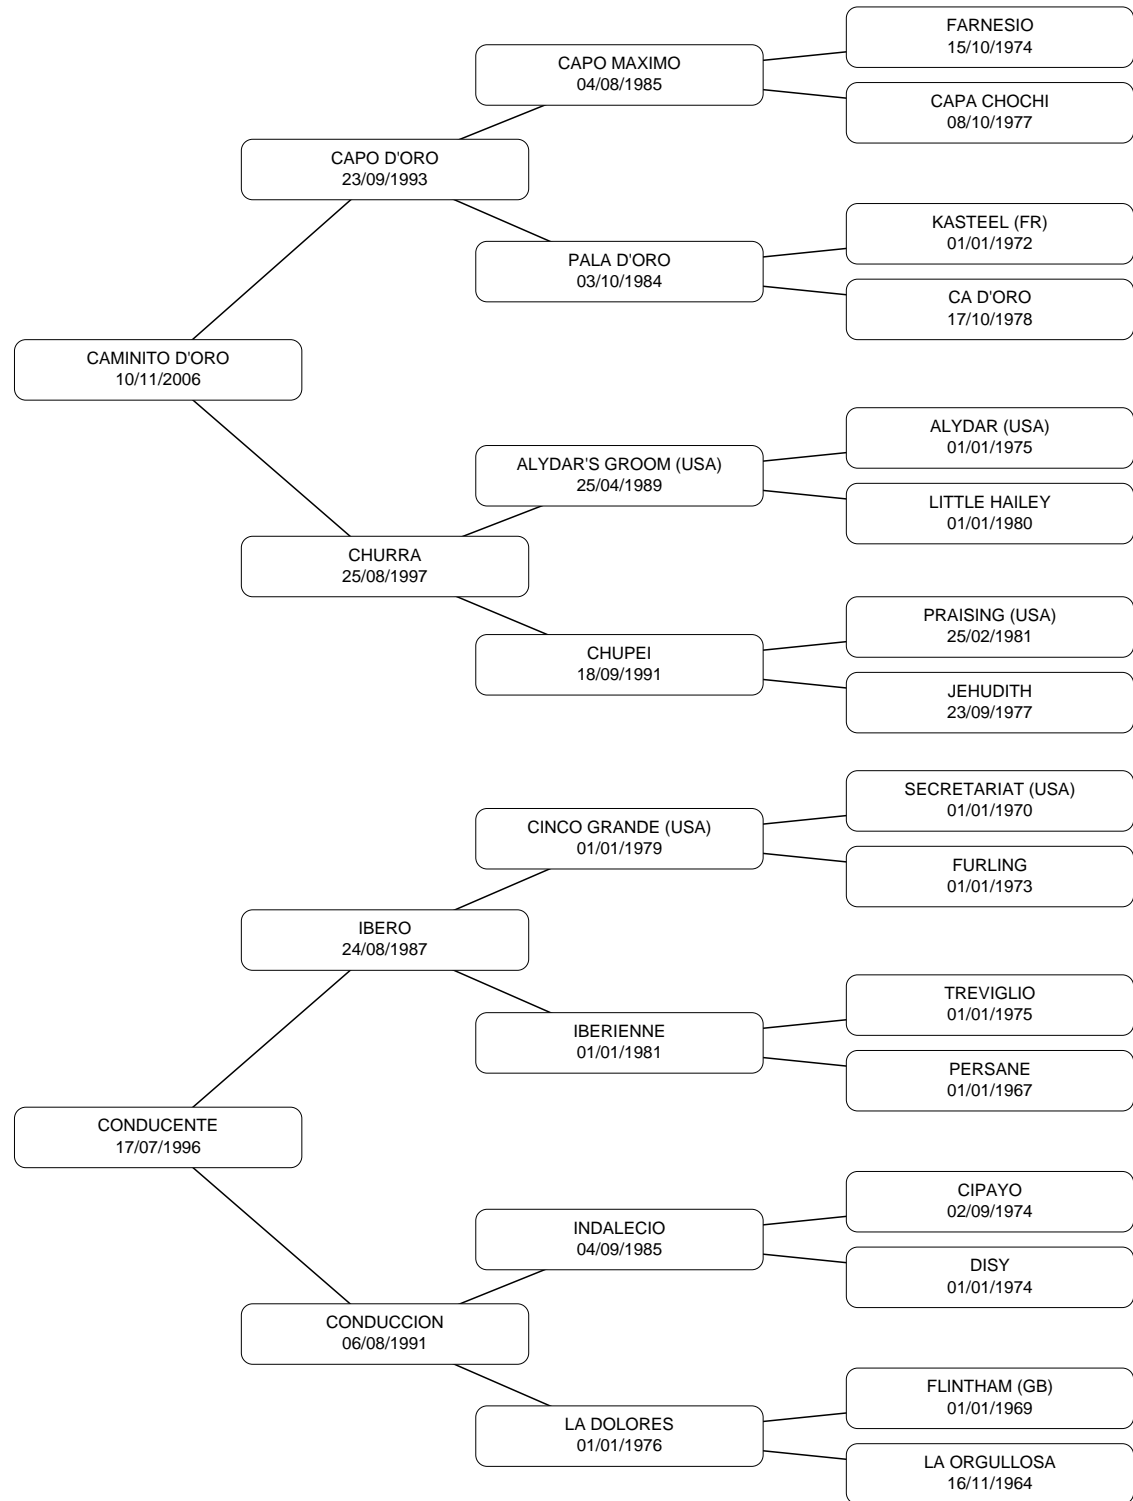 FARNESIO
15/10/1974
CAPO MAXIMO
04/08/1985
CAPA CHOCHI
08/10/1977
CAPO D'ORO
23/09/1993
KASTEEL (FR)
01/01/1972
PALA D'ORO
03/10/1984
CA D'ORO
17/10/1978
CAMINITO D'ORO
10/11/2006
ALYDAR (USA)
01/01/1975
ALYDAR'S GROOM (USA)
25/04/1989
LITTLE HAILEY
01/01/1980
CHURRA
25/08/1997
PRAISING (USA)
25/02/1981
CHUPEI
18/09/1991
JEHUDITH
23/09/1977
SECRETARIAT (USA)
01/01/1970
CINCO GRANDE (USA)
01/01/1979
FURLING
01/01/1973
IBERO
24/08/1987
TREVIGLIO
01/01/1975
IBERIENNE
01/01/1981
PERSANE
01/01/1967
CONDUCENTE
17/07/1996
CIPAYO
02/09/1974
INDALECIO
04/09/1985
DISY
01/01/1974
CONDUCCION
06/08/1991
FLINTHAM (GB)
01/01/1969
LA DOLORES
01/01/1976
LA ORGULLOSA
16/11/1964